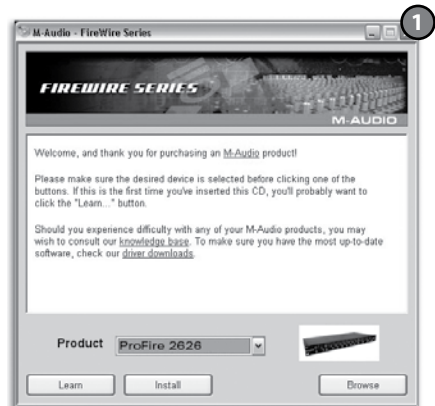 M-Audio - FireWire Series
1
FIREWIRE SERIES
M-AUDIO
Welcome, and thank you for purchasing an M-Audio product!
Please make sure the desired device is selected before clicking one of the
buttons. If this is the first time you've inserted this CD, you'll probably want to
click the "Learn..." button.
Should you experience difficulty with any of your M-Audio products, you may
wish to consult our knowledge base. To make sure you have the most up-to-date
software, check our driver downloads.
Product ProFire 2626
Learn Install Browse